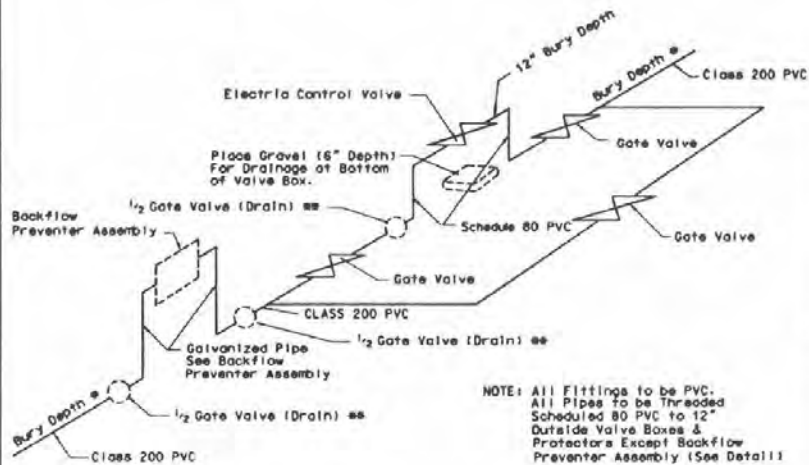 12" Bury Depth
Bury Depth *
Class 200 PVC
Electric Control Valve
Gate Valve
Place Gravel (6" Depth)
For Drainage at Bottom
of Valve Box.
1/2 Gate Valve (Drain) **
Backflow
Preventer Assembly
Schedule 80 PVC
Gate Valve
Gate Valve
CLASS 200 PVC
1/2 Gate Valve (Drain) **
Galvanized Pipe
See Backflow
Preventer Assembly
Bury Depth *
1/2 Gate Valve (Drain) **
Class 200 PVC
NOTE: All Fittings to be PVC.
All Pipes to be Threaded
Scheduled 80 PVC to 12"
Outside Valve Boxes &
Protectors Except Backflow
Preventer Assembly (See Detail)